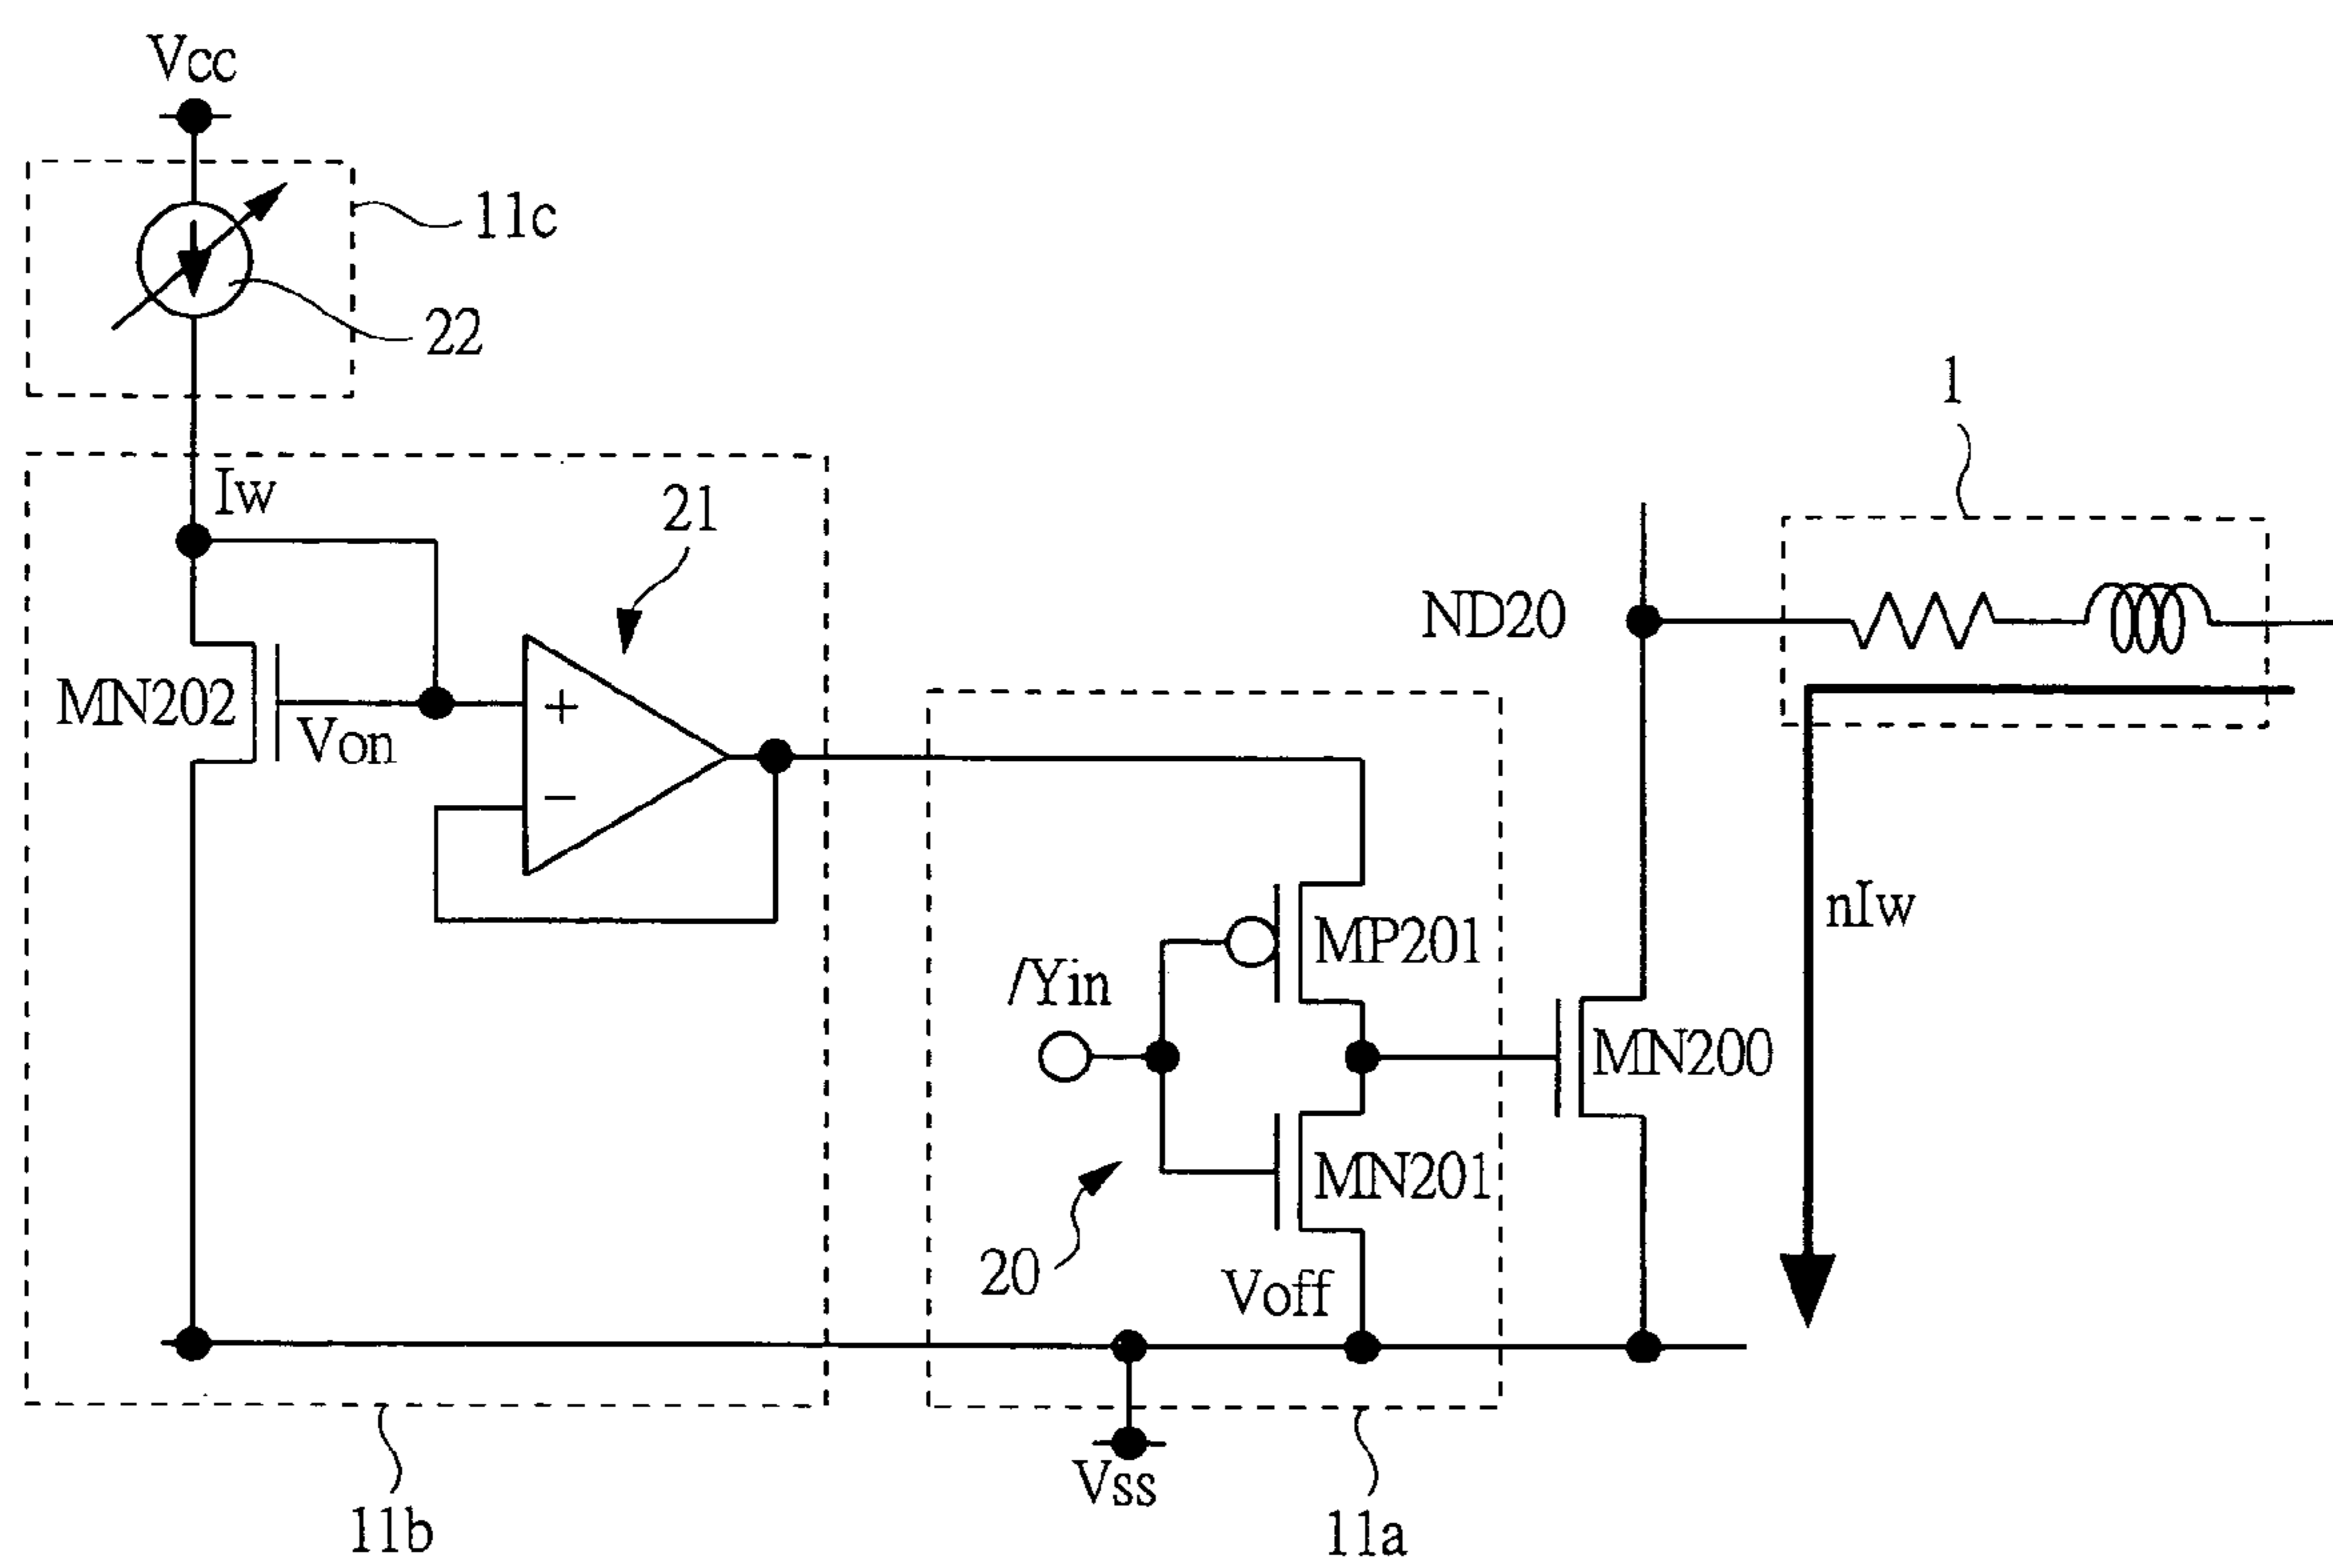 Vcc
11c
22
1
Iw
21
ND20
MN202
+
Von
−
nIw
MP201
/Yin
MN200
MN201
20
Voff
Vss
11b
11a